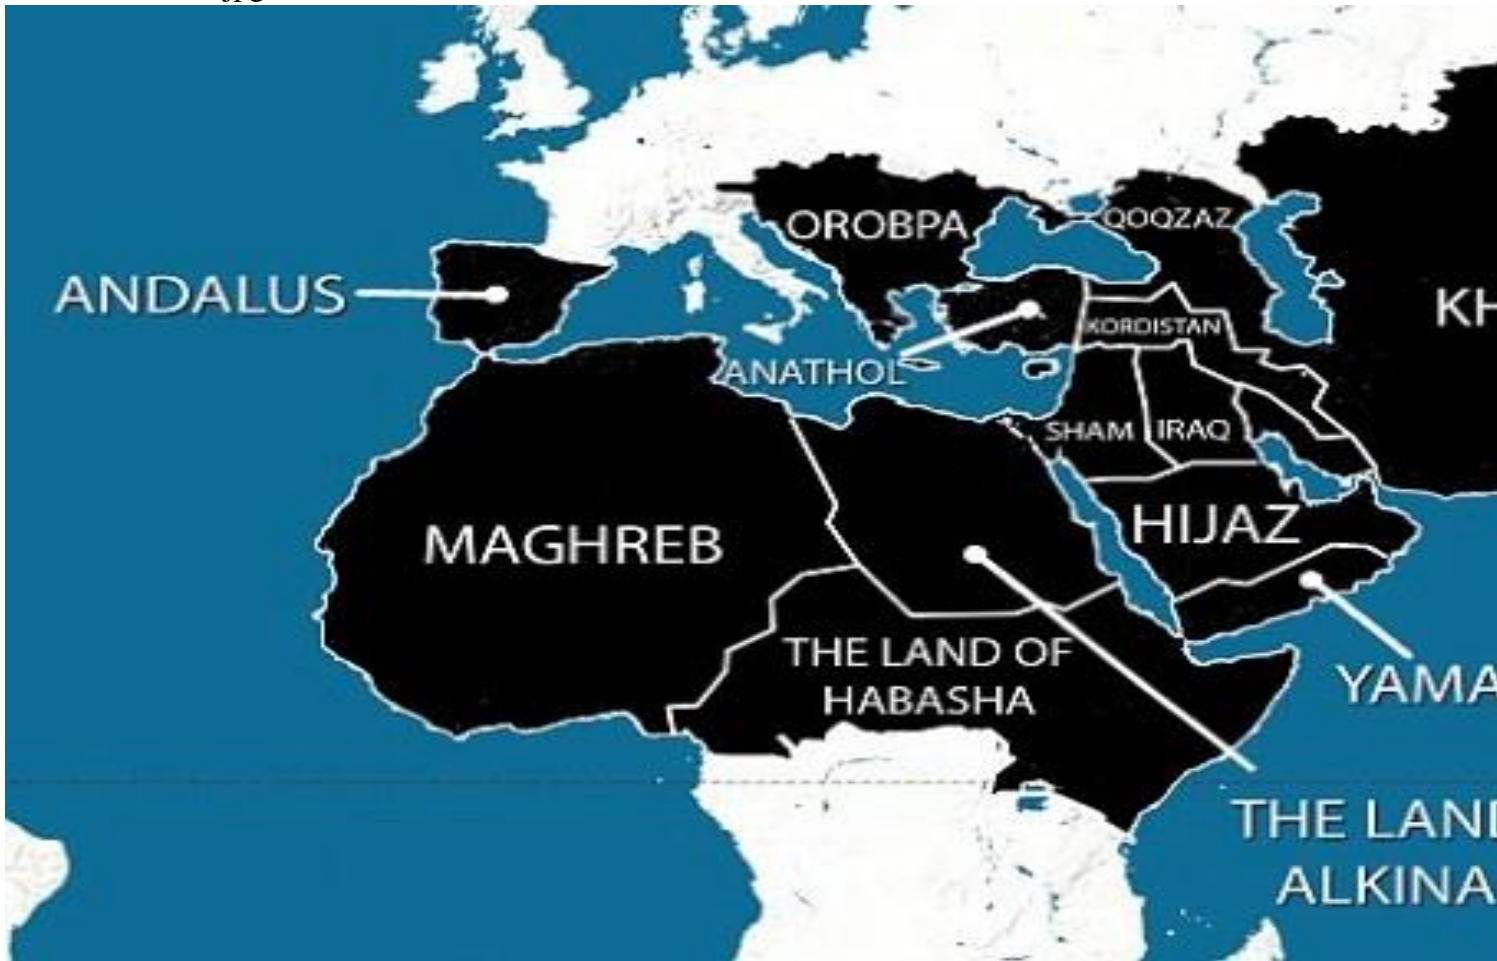 OROBPA
QOQZAZ
ANDALUS
KH
KORDISTAN
ANATHOL
SHAM
IRAQ
HIJAZ
MAGHREB
THE LAND OF
HABASHA
YAMA
THE LAND
ALKINA